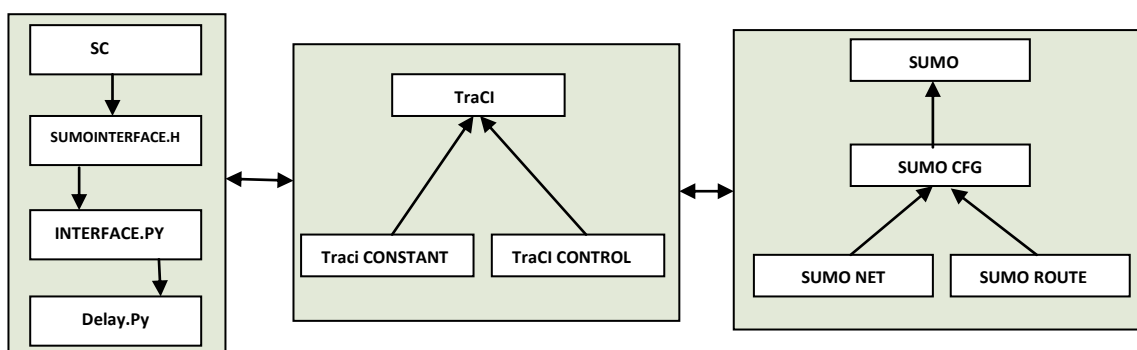 SC
SUMOINTERFACE.H
INTERFACE.PY
Delay.Py
TraCI
Traci CONSTANT
TraCI CONTROL
SUMO
SUMO CFG
SUMO NET
SUMO ROUTE